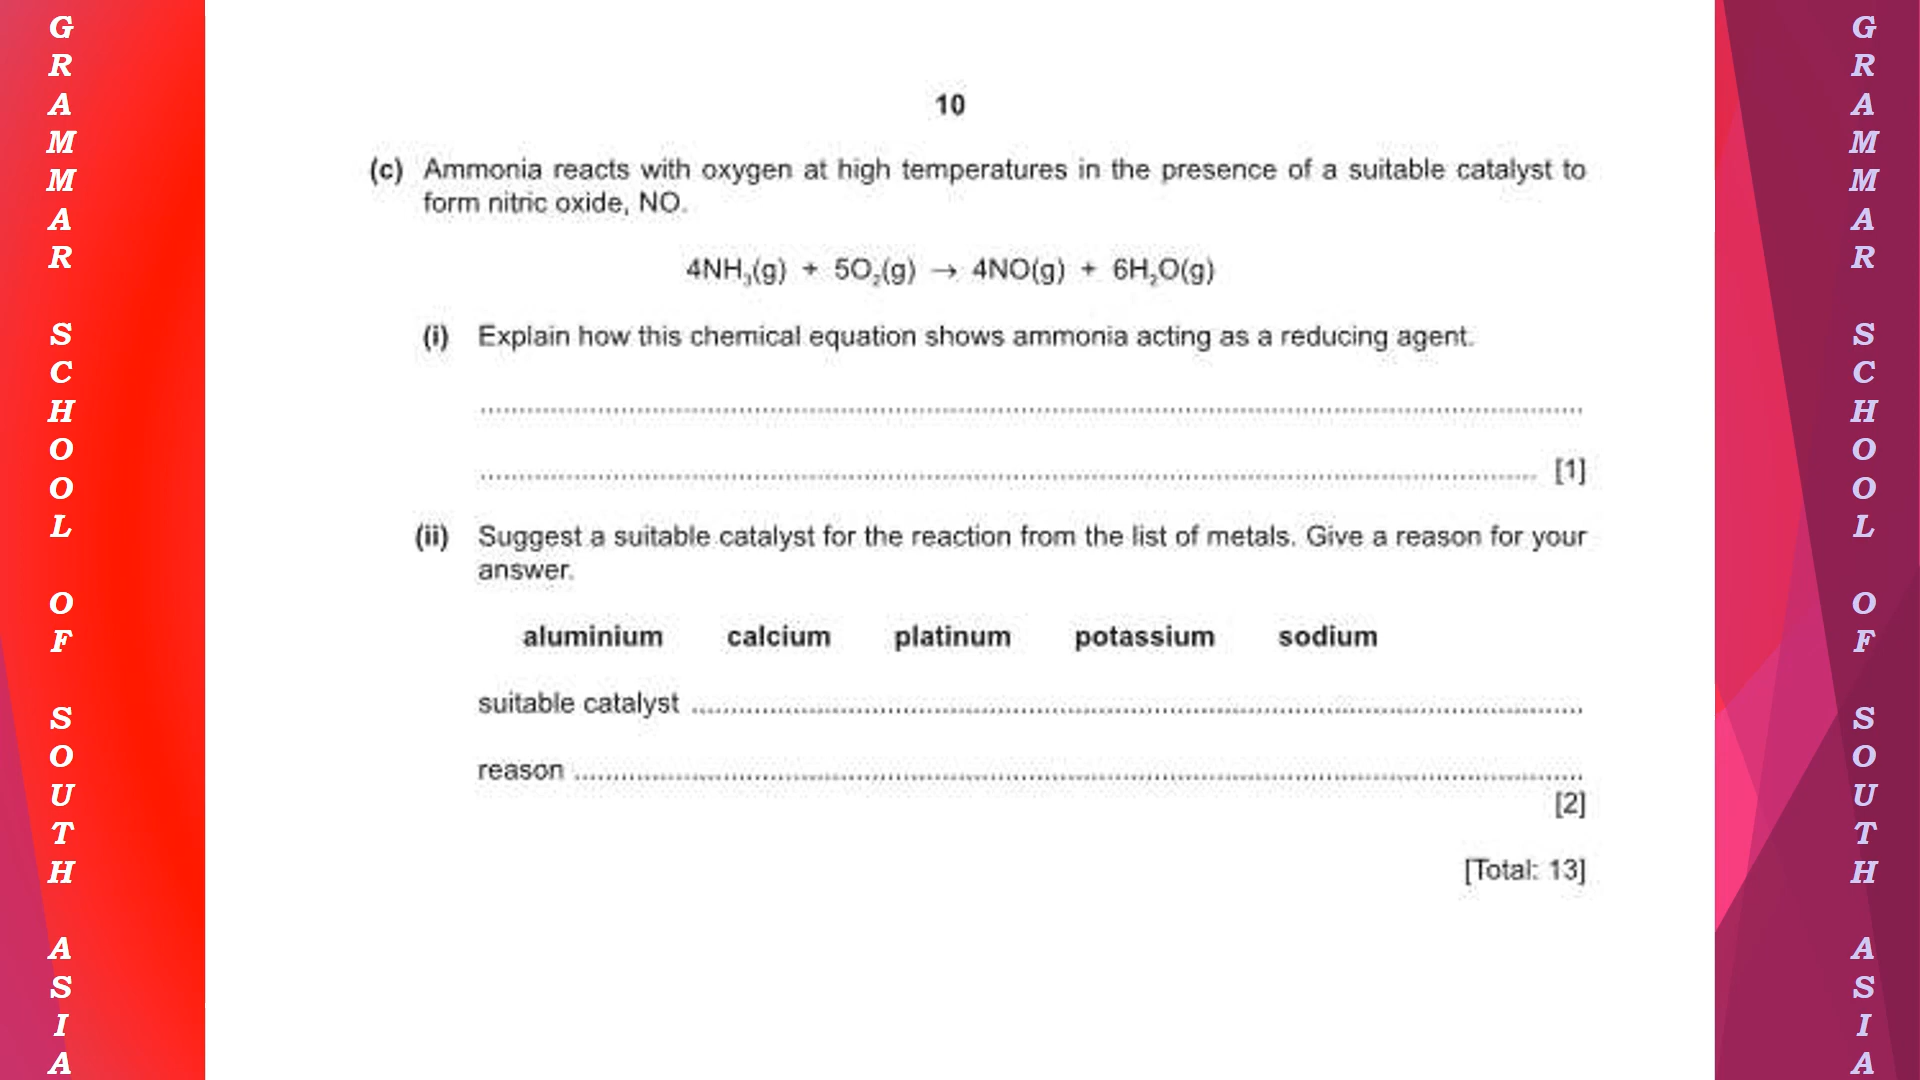 GRAMMAR SCHOOL OF SOUTH ASIA
10
(c) Ammonia reacts with oxygen at high temperatures in the presence of a suitable catalyst to
form nitric oxide, NO.
4NH₃(g) + 5O₂(g) → 4NO(g) + 6H₂O(g)
(i) Explain how this chemical equation shows ammonia acting as a reducing agent.
[1]
(ii) Suggest a suitable catalyst for the reaction from the list of metals. Give a reason for your
answer.
aluminium calcium platinum potassium sodium
suitable catalyst
reason
[2]
[Total: 13]
GRAMMAR SCHOOL OF SOUTH ASIA